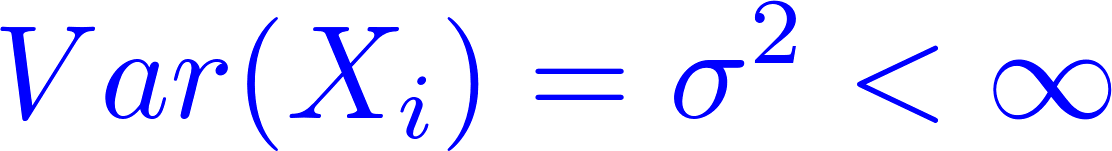 Var(X_i) = σ^2 < ∞